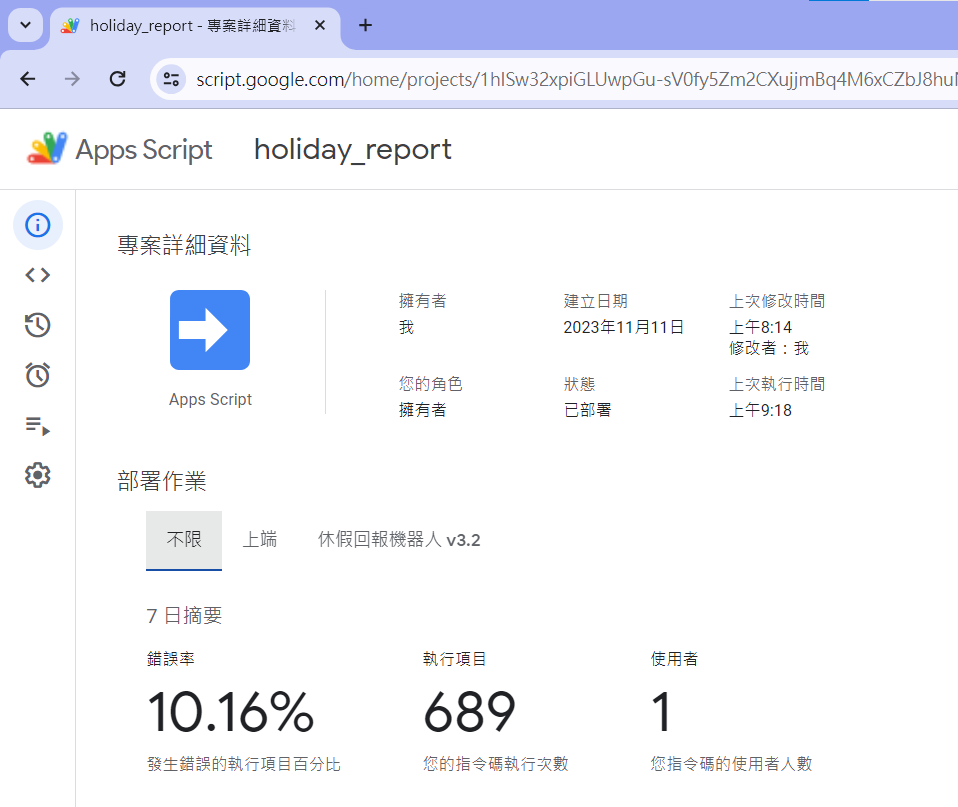 holiday_report - 專案詳細資料
script.google.com/home/projects/1hISw32xpiGLUwpGu-sV0fy5Zm2CXujjmBq4M6xCZbJ8hul
Apps Script holiday_report
專案詳細資料
Apps Script
擁有者 建立日期 上次修改時間
我 2023年11月11日 上午8:14
修改者：我
您的角色 狀態 上次執行時間
擁有者 已部署 上午9:18
部署作業
不限 上端 休假回報機器人 v3.2
7 日摘要
錯誤率 執行項目 使用者
10.16% 689 1
發生錯誤的執行項目百分比 您的指令碼執行次數 您指令碼的使用者人數